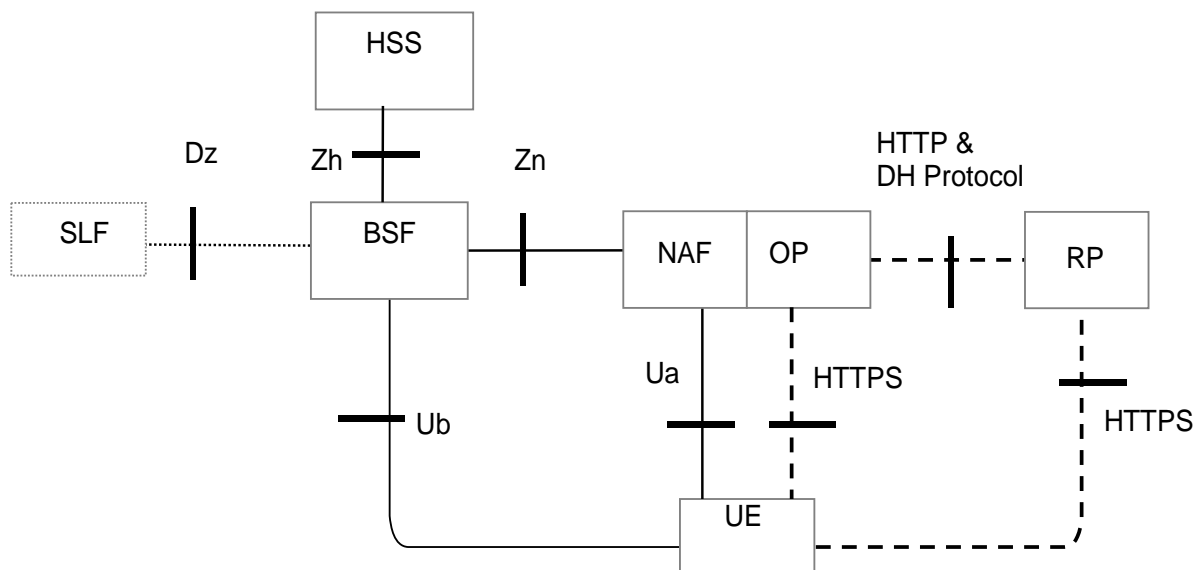 HSS
Dz
Zh
Zn
HTTP &
DH Protocol
SLF
BSF
NAF
OP
RP
Ua
HTTPS
Ub
HTTPS
UE